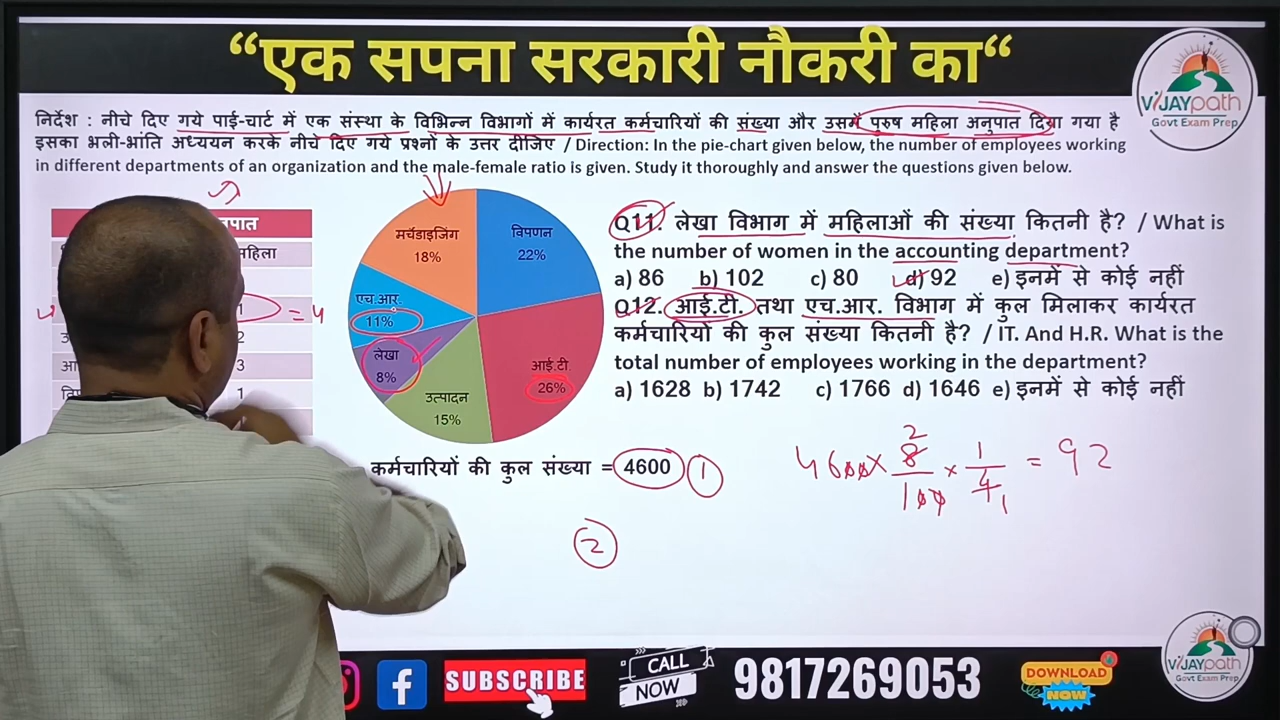 “एक सपना सरकारी नौकरी का“
VIJAYpath
Govt Exam Prep
निर्देश : नीचे दिए गये पाई-चार्ट में एक संस्था के विभिन्न विभागों में कार्यरत कर्मचारियों की संख्या और उसमें पुरुष महिला अनुपात दिया गया है
इसका भली-भांति अध्ययन करके नीचे दिए गये प्रश्नों के उत्तर दीजिए / Direction: In the pie-chart given below, the number of employees working
in different departments of an organization and the male-female ratio is given. Study it thoroughly and answer the questions given below.
महिला
1 = 4
2
3
1
मर्चेंडाइजिंग
18%
विपणन
22%
एच.आर.
11%
लेखा
8%
उत्पादन
15%
आई.टी.
26%
कर्मचारियों की कुल संख्या = 4600 1
Q11. लेखा विभाग में महिलाओं की संख्या कितनी है? / What is
the number of women in the accounting department?
a) 86 b) 102 c) 80 d) 92 e) इनमें से कोई नहीं
Q12. आई.टी. तथा एच.आर. विभाग में कुल मिलाकर कार्यरत
कर्मचारियों की कुल संख्या कितनी है? / IT. And H.R. What is the
total number of employees working in the department?
a) 1628 b) 1742 c) 1766 d) 1646 e) इनमें से कोई नहीं
2
4600 × 8/100 × 1/4 = 92
2
1
SUBSCRIBE
CALL
NOW
9817269053
DOWNLOAD
NOW
VIJAYpath
Govt Exam Prep